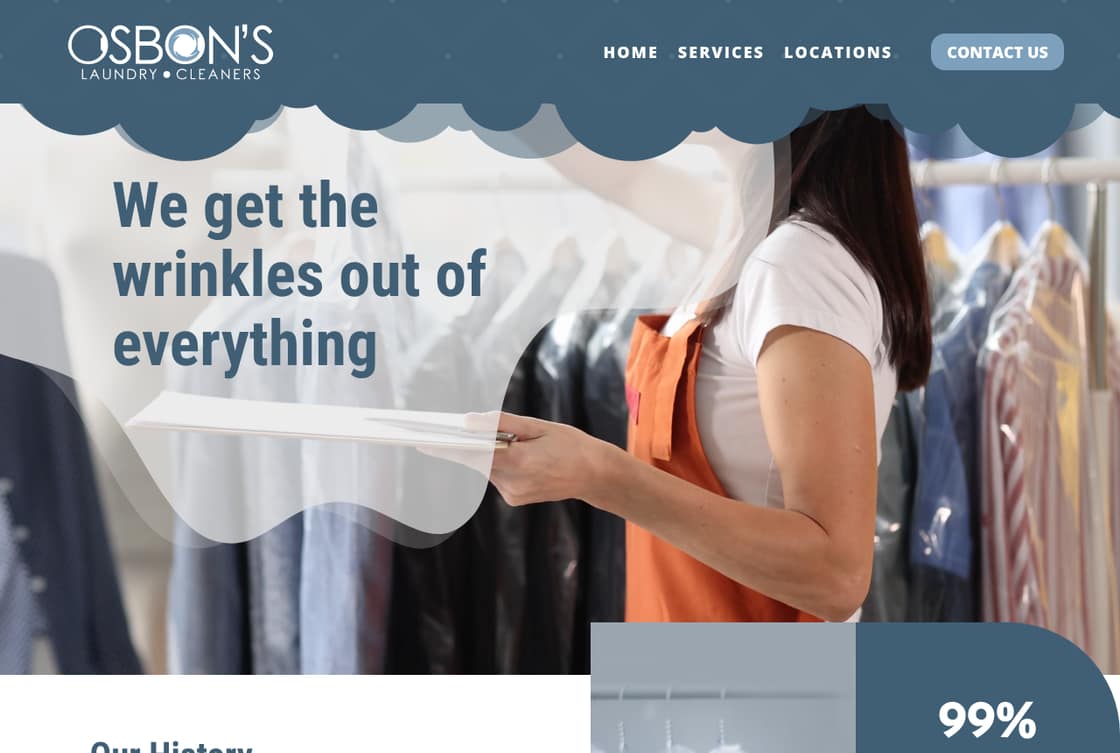 OSBON'S
LAUNDRY • CLEANERS
HOME SERVICES LOCATIONS CONTACT US
We get the
wrinkles out of
everything
99%
Our History